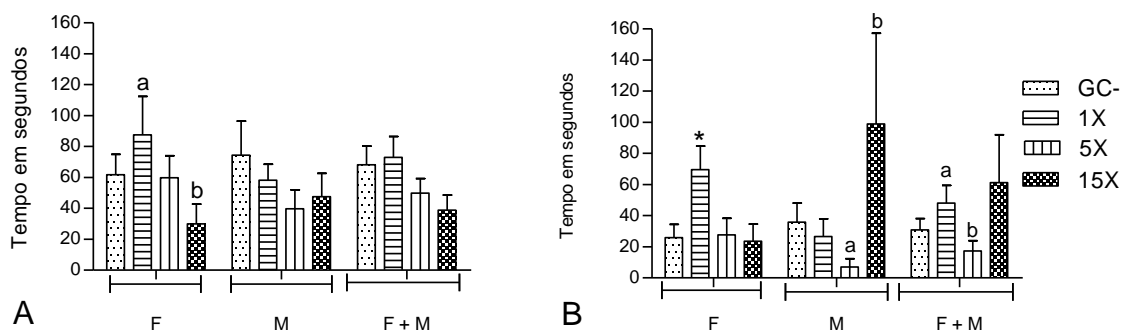 160
140
120
100
80
60
40
20
0
Tempo em segundos
a
b
F
M
F + M
A
160
140
120
100
80
60
40
20
0
Tempo em segundos
*
a
b
a
b
F
M
F + M
B
GC-
1X
5X
15X